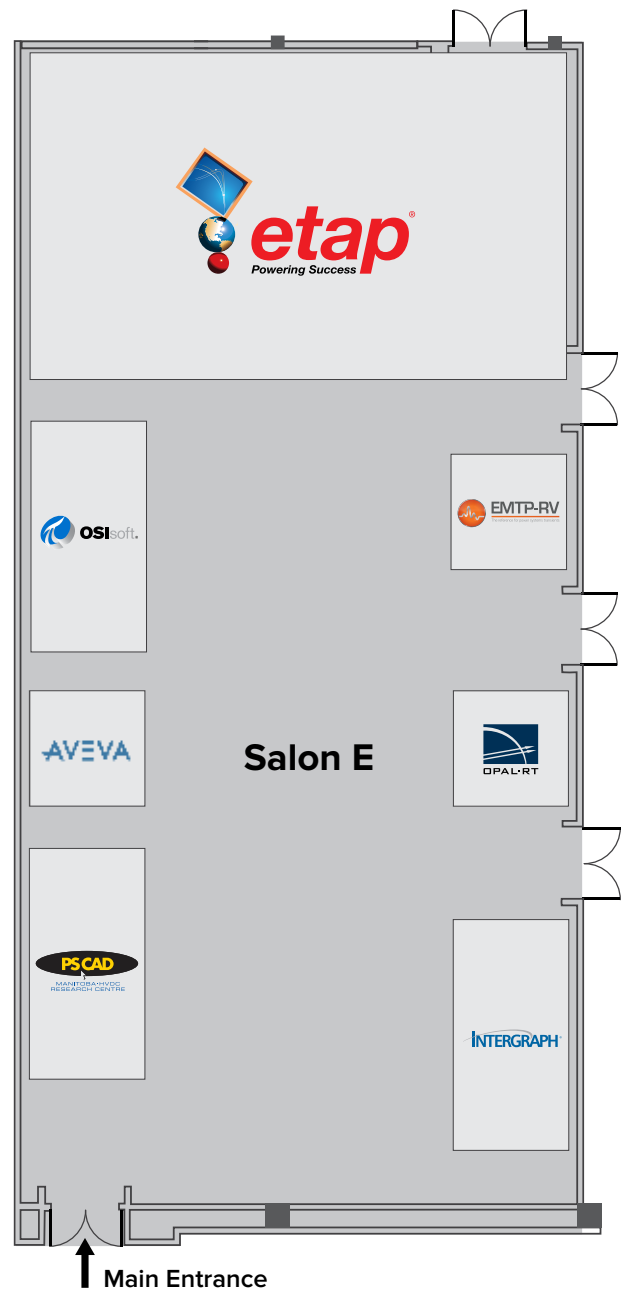 etap®
Powering Success
OSIsoft.
EMTP-RV
AVEVA
Salon E
OPAL-RT
PSCAD
MANITOBA·HVDC
RESEARCH CENTRE
INTERGRAPH
Main Entrance